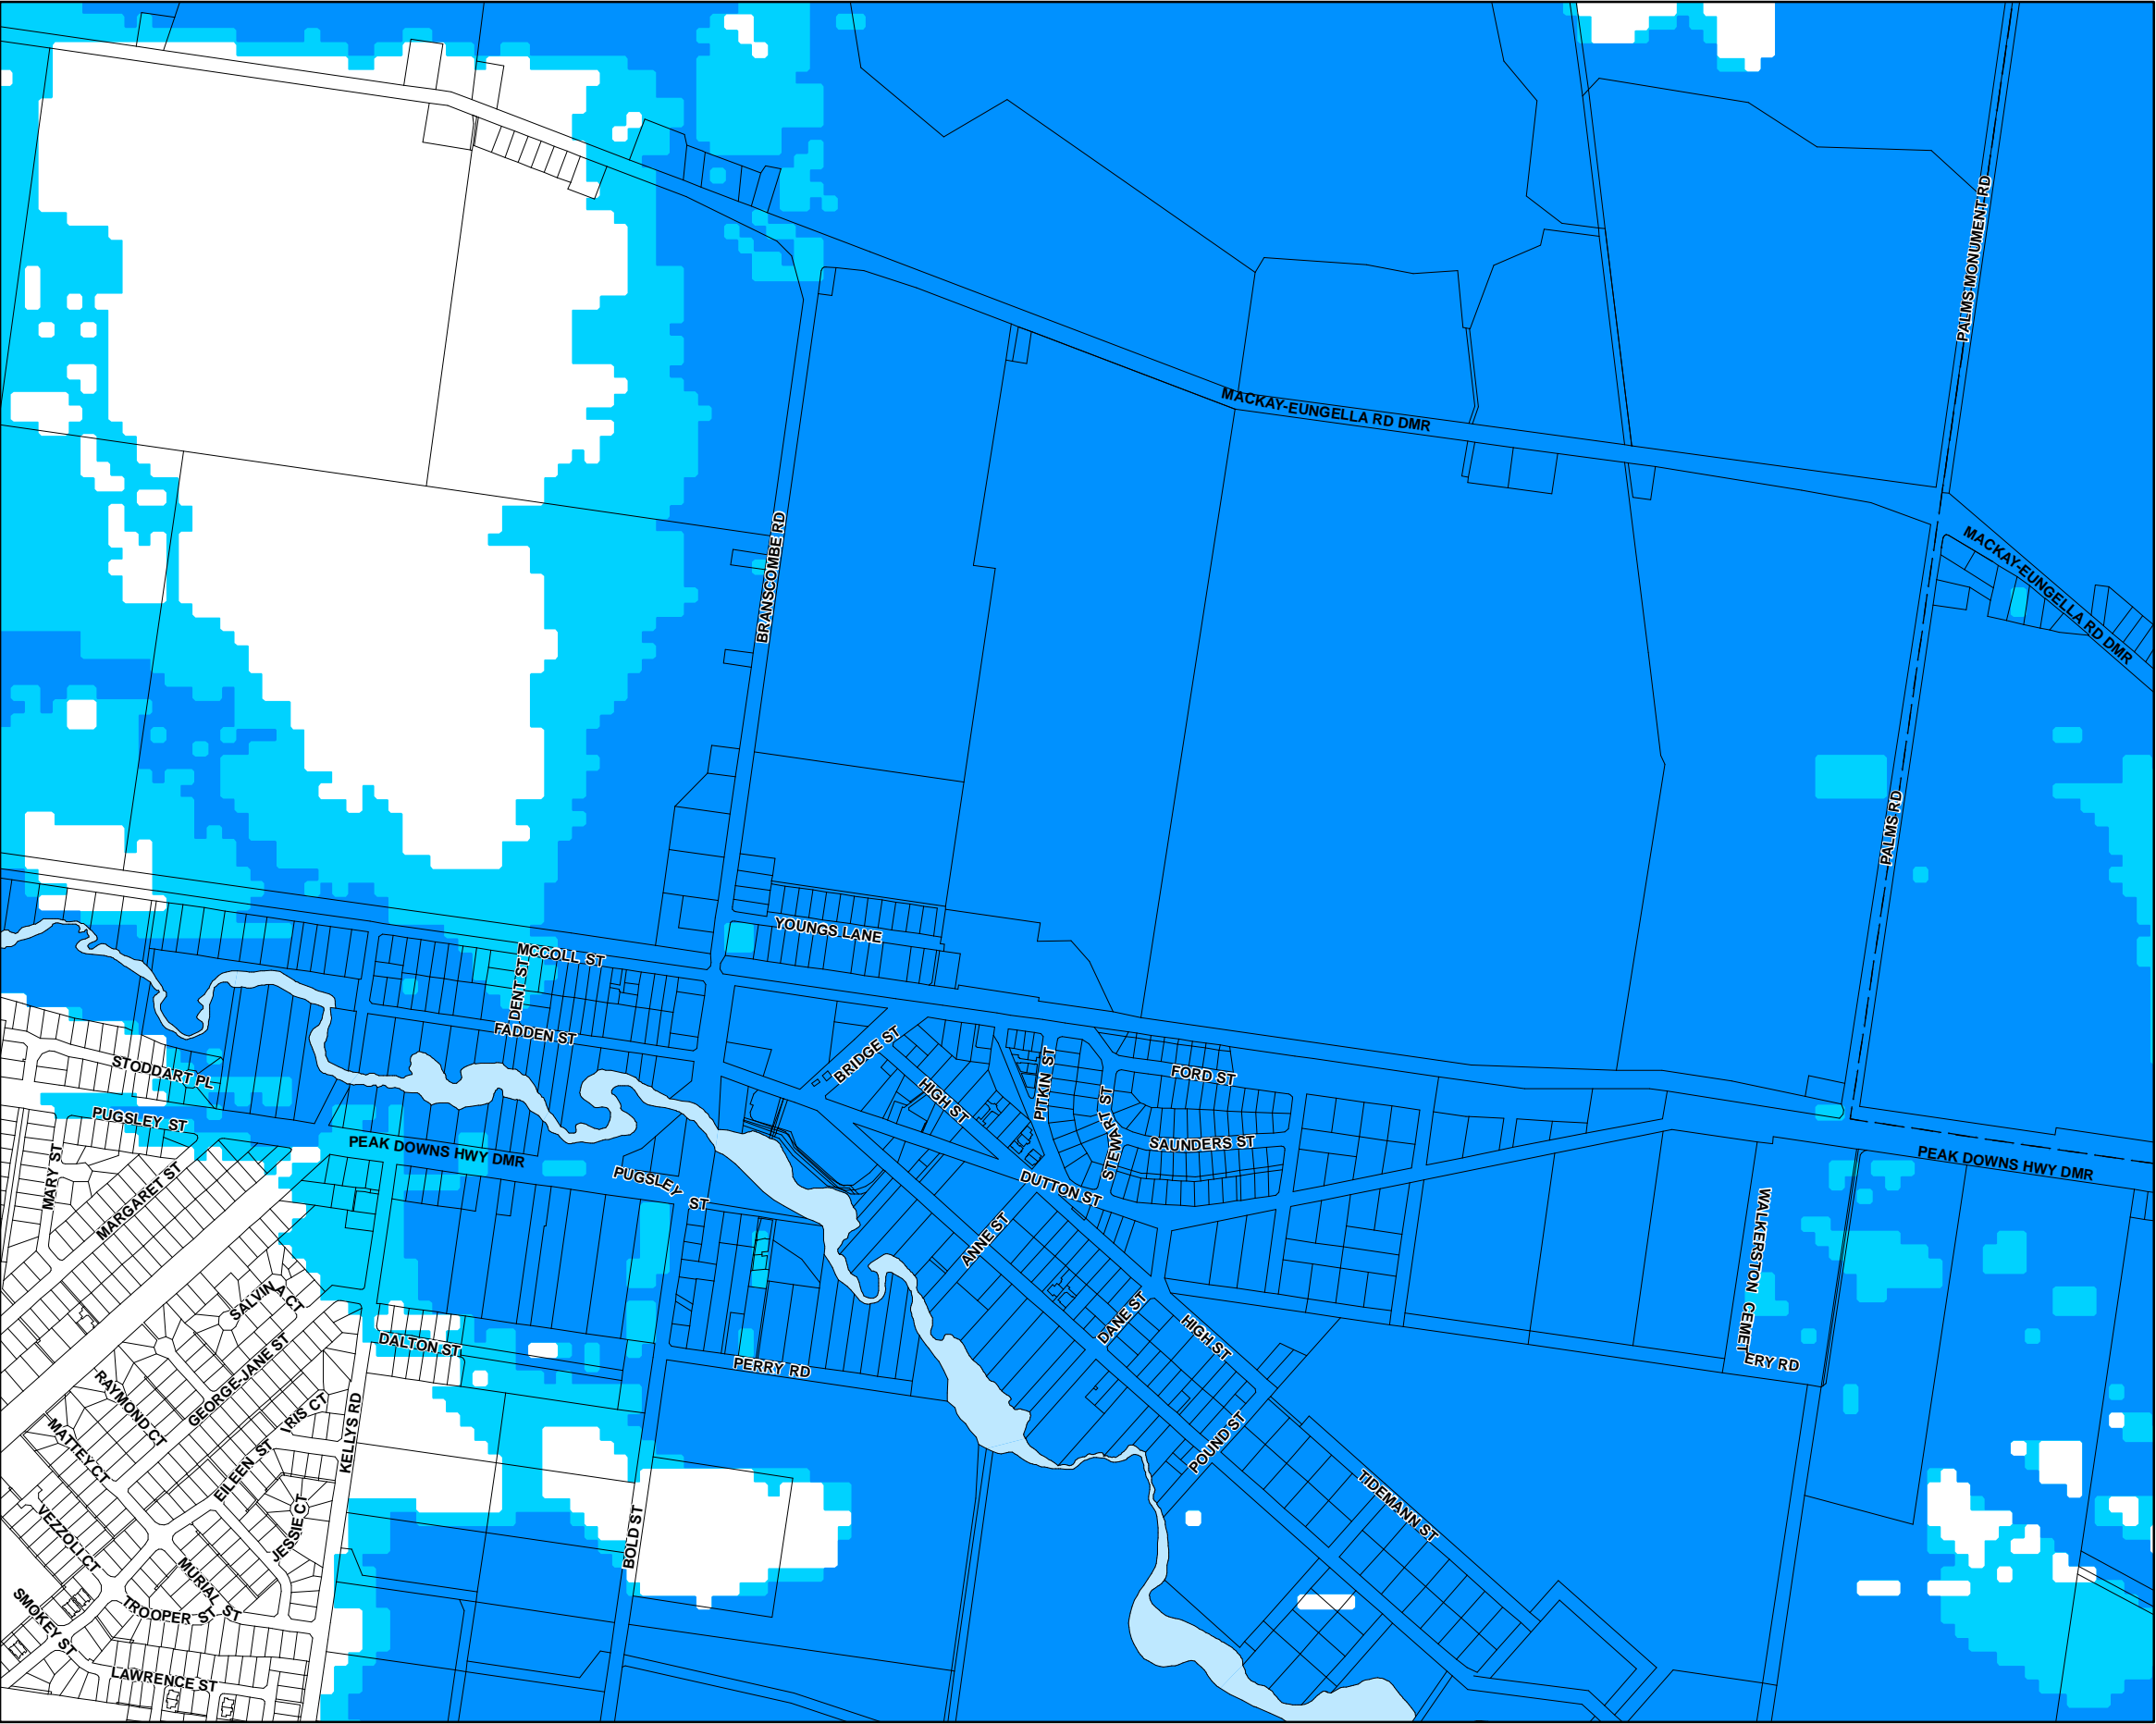 PALMS MONUMENT RD
MACKAY-EUNGELLA RD DMR
MACKAY-EUNGELLA RD DMR
BRANSCOMBE RD
PALMS RD
YOUNGS LANE
MCCOLL ST
DENT ST
FADDEN ST
BRIDGE ST
HIGH ST
PITKIN ST
FORD ST
STEWART ST
SAUNDERS ST
STODDART PL
PUGSLEY ST
PEAK DOWNS HWY DMR
PEAK DOWNS HWY DMR
MARY ST
MARGARET ST
PUGSLEY ST
DUTTON ST
ANNE ST
WALKERSTON CEMETERY RD
SALVINA CT
GEORGE-JANE ST
DALTON ST
PERRY RD
DANE ST
HIGH ST
RAYMOND CT
IRIS CT
MATTEY CT
EILEEN ST
KELLYS RD
POUND ST
TIDEMANN ST
VEZZOLI CT
JESSIE CT
BOLD ST
MURIAL ST
SMOKEY ST
TROOPER ST
LAWRENCE ST